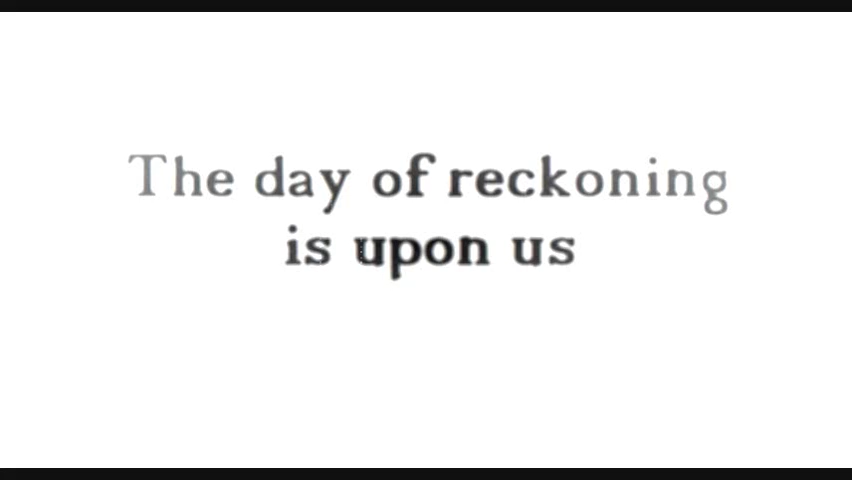 The day of reckoning
is upon us